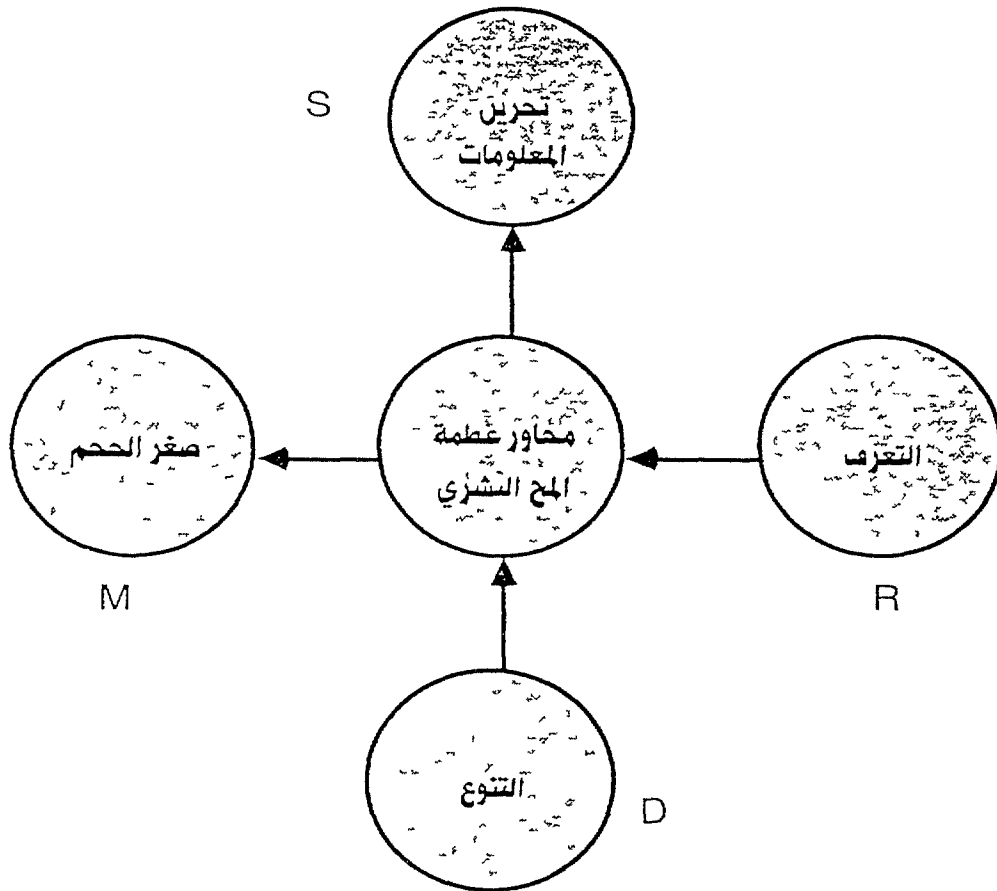 S
تخزين
المعلومات
محاور عظمة
المخ البشري
صغر الحجم
التعرف
M
R
التنوع
D